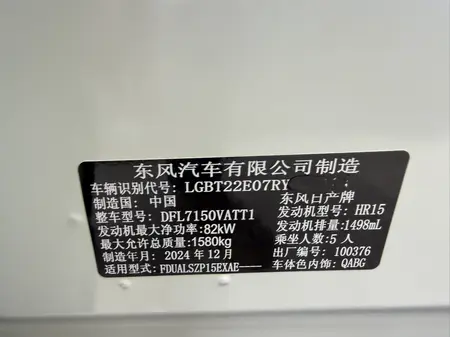 东风汽车有限公司制造
车辆识别代号: LGBT22E07RY
制造国: 中国 东风日产牌
整车型号: DFL7150VATT1 发动机型号: HR15
发动机最大净功率: 82kW 发动机排量: 1498mL
最大允许总质量: 1580kg 乘坐人数: 5 人
制造年月: 2024 年 12 月 出厂编号: 100376
适用型式: FDUALSZP15EXAE---- 车体色内饰: QABG